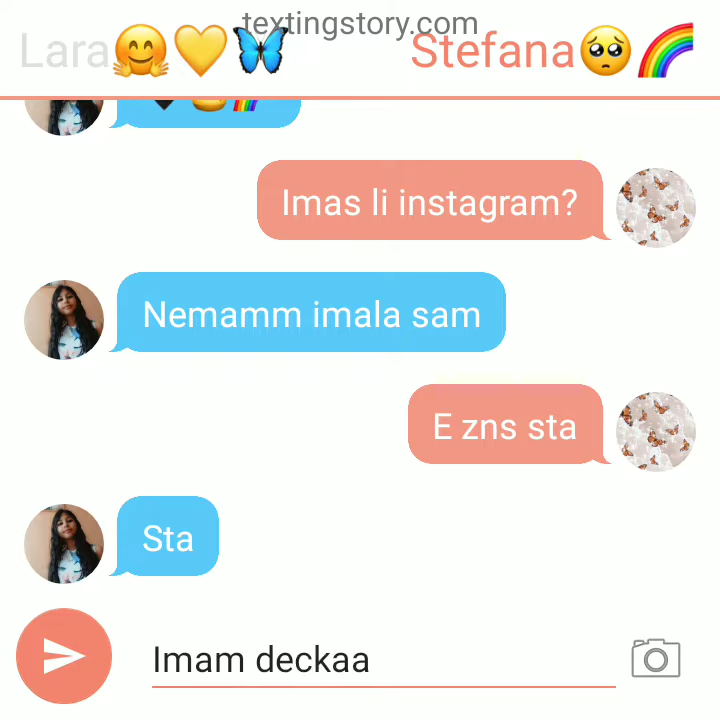 textingstory.com
Lara🤗💛🦋 Stefana🥺🌈
Imas li instagram?
Nemamm imala sam
E zns sta
Sta
Imam deckaa